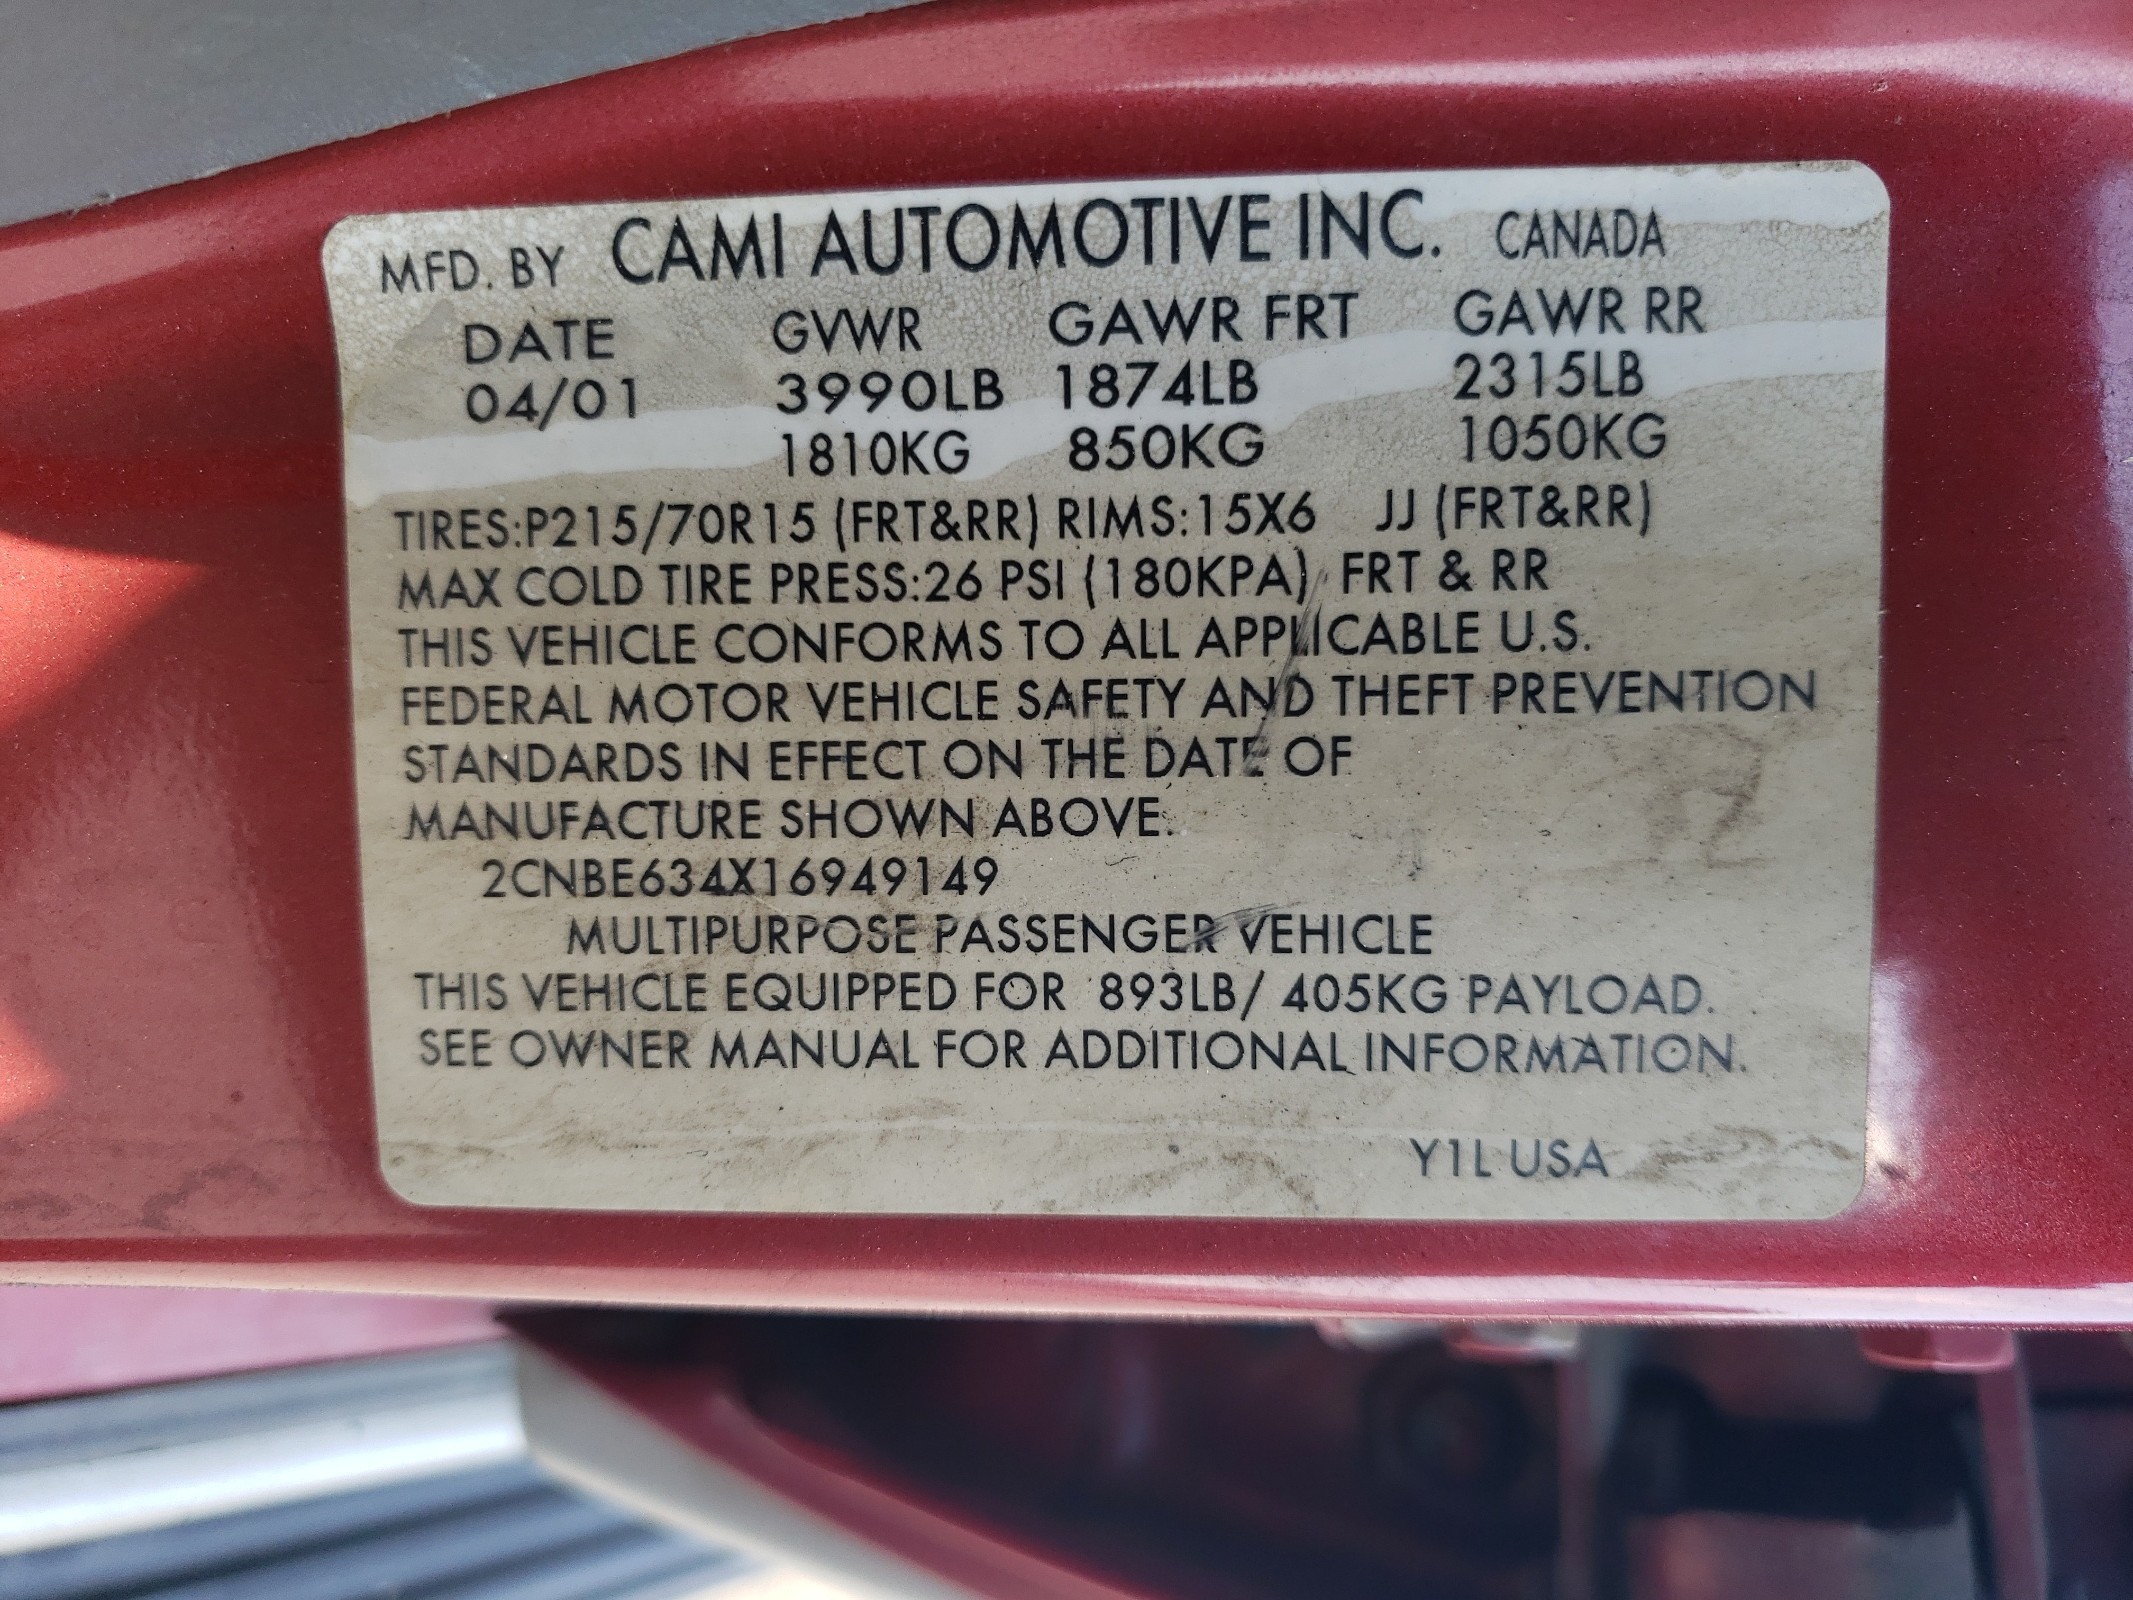 MFD. BY CAMI AUTOMOTIVE INC. CANADA
DATE GVWR GAWR FRT GAWR RR
04/01 3990LB 1874LB 2315LB
1810KG 850KG 1050KG
TIRES:P215/70R15 (FRT&RR) RIMS:15X6 JJ (FRT&RR)
MAX COLD TIRE PRESS:26 PSI (180KPA) FRT & RR
THIS VEHICLE CONFORMS TO ALL APPLICABLE U.S.
FEDERAL MOTOR VEHICLE SAFETY AND THEFT PREVENTION
STANDARDS IN EFFECT ON THE DATE OF
MANUFACTURE SHOWN ABOVE.
2CNBE634X16949149
MULTIPURPOSE PASSENGER VEHICLE
THIS VEHICLE EQUIPPED FOR 893LB/ 405KG PAYLOAD.
SEE OWNER MANUAL FOR ADDITIONAL INFORMATION.
Y1L USA